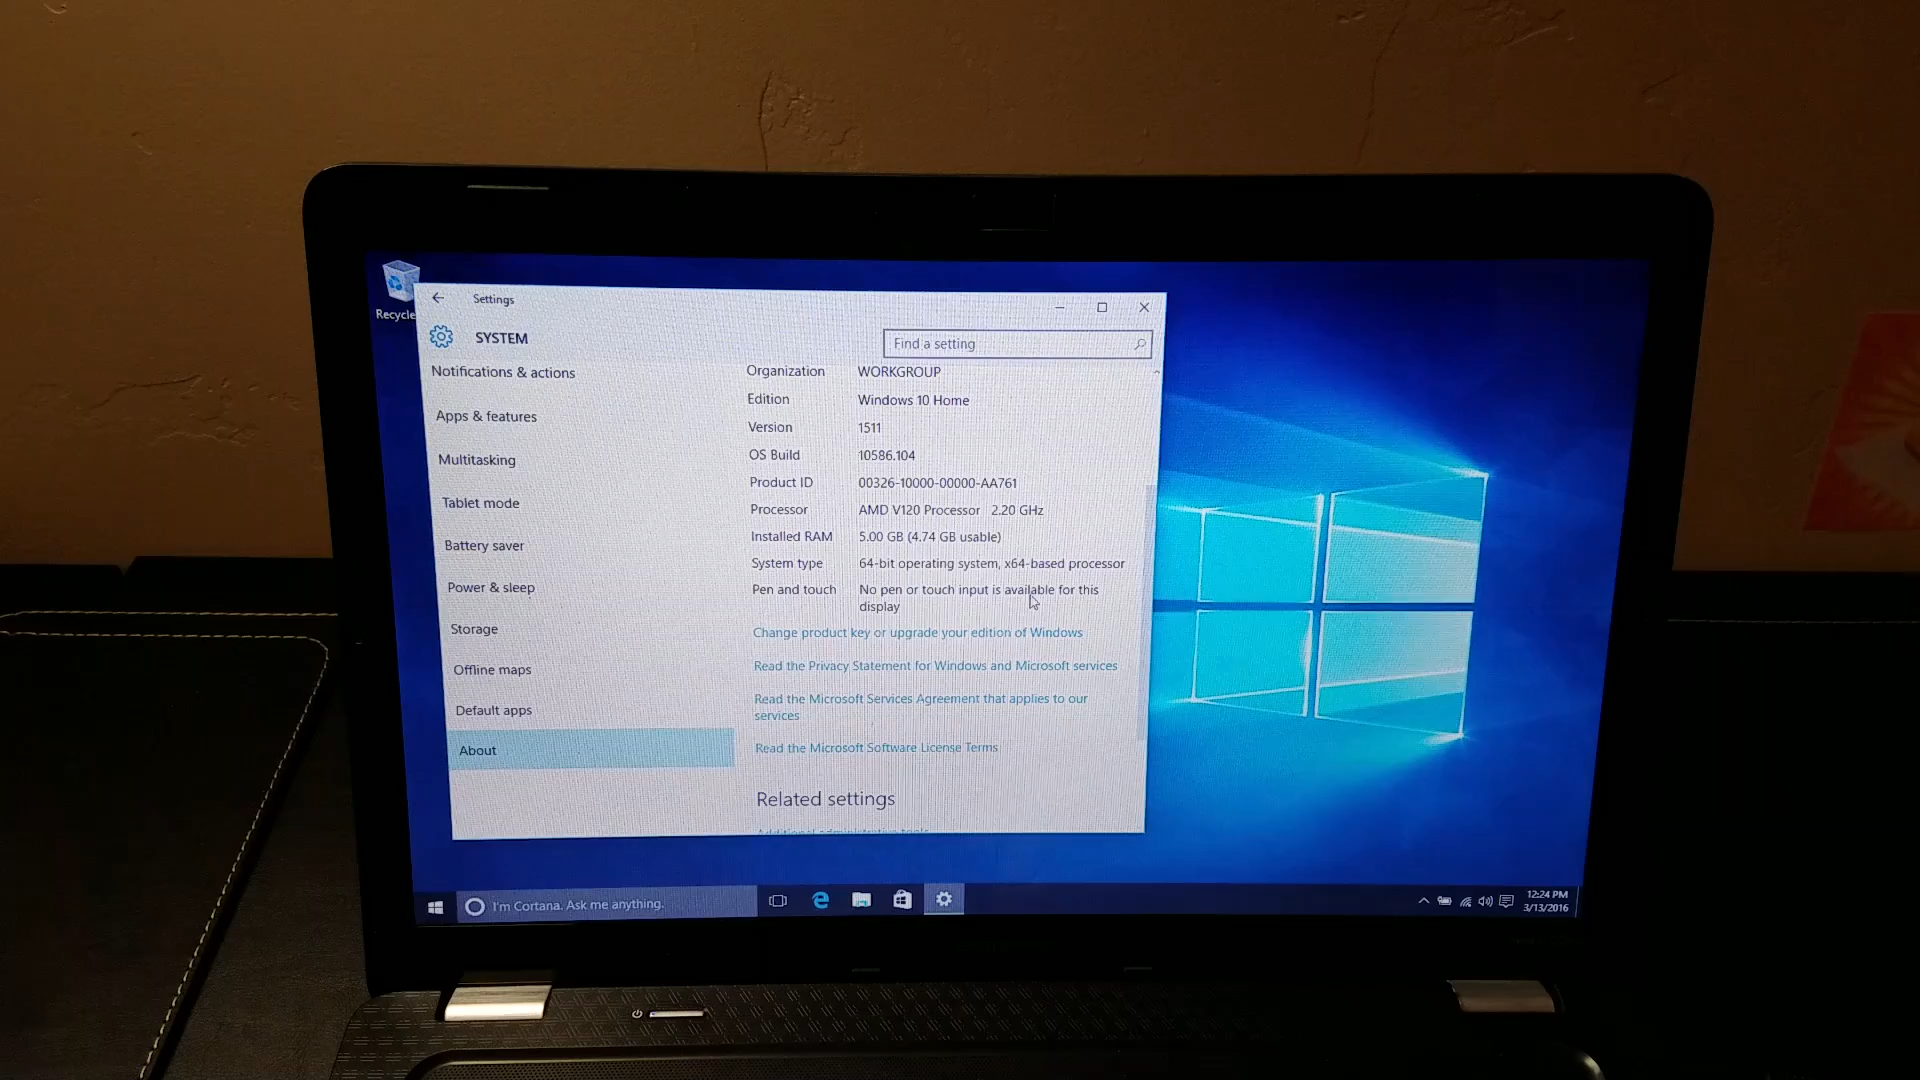 Recycle
Settings
SYSTEM
Find a setting
Notifications & actions
Apps & features
Multitasking
Tablet mode
Battery saver
Power & sleep
Storage
Offline maps
Default apps
About
Organization WORKGROUP
Edition Windows 10 Home
Version 1511
OS Build 10586.104
Product ID 00326-10000-00000-AA761
Processor AMD V120 Processor 2.20 GHz
Installed RAM 5.00 GB (4.74 GB usable)
System type 64-bit operating system, x64-based processor
Pen and touch No pen or touch input is available for this
display
Change product key or upgrade your edition of Windows
Read the Privacy Statement for Windows and Microsoft services
Read the Microsoft Services Agreement that applies to our
services
Read the Microsoft Software License Terms
Related settings
Additional administrative tools
I'm Cortana. Ask me anything.
12:24 PM
3/13/2016